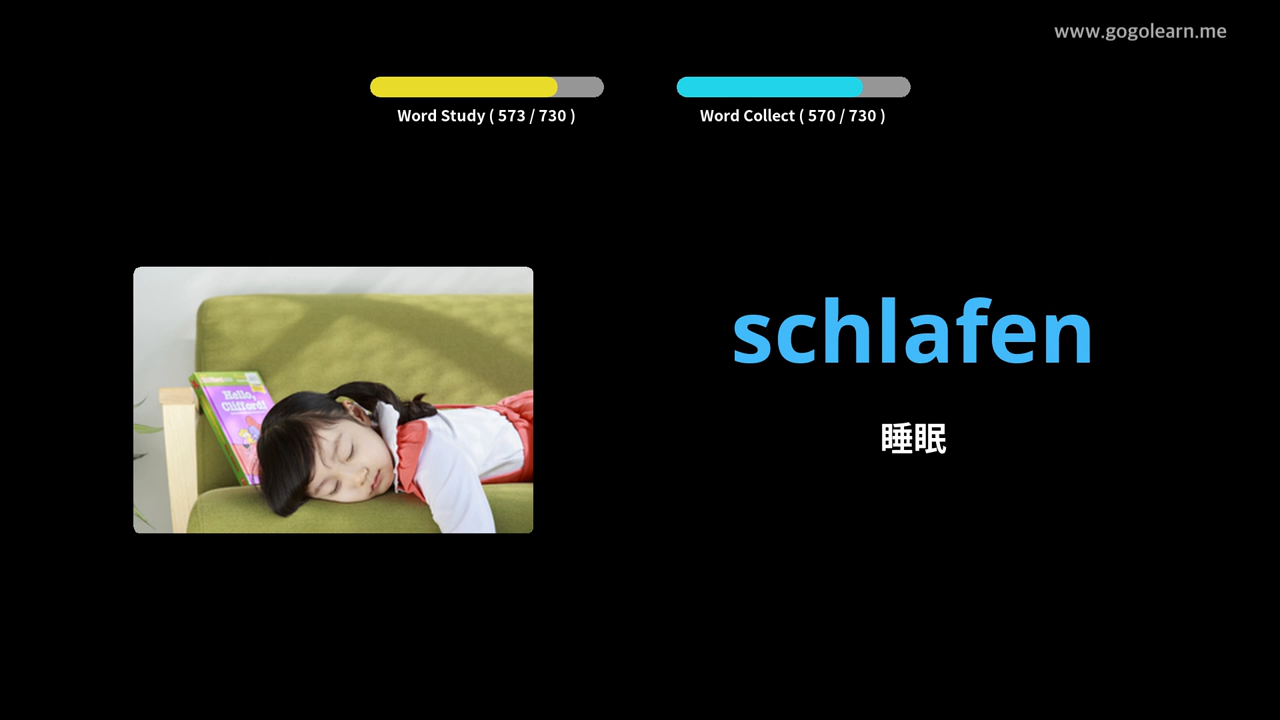 www.gogolearn.me
Word Study ( 573 / 730 )
Word Collect ( 570 / 730 )
Hello,
Clifford!
schlafen
睡眠